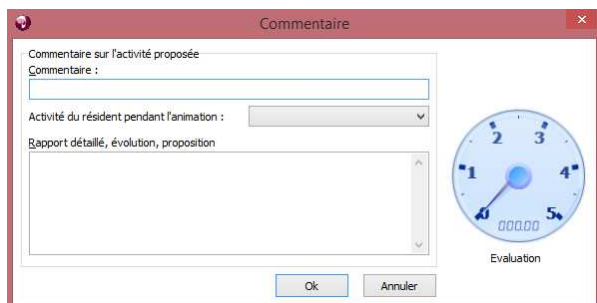 Commentaire
Commentaire sur l'activité proposée
Commentaire :
Activité du résident pendant l'animation :
Rapport détaillé, évolution, proposition
0 1 2 3 4 5
000.00
Evaluation
Ok Annuler